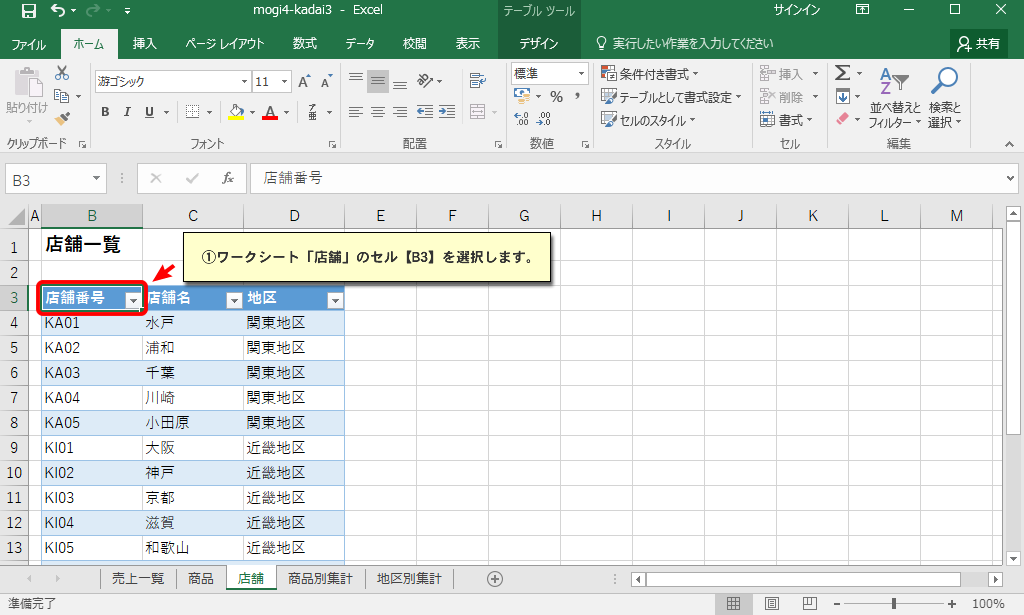 mogi4-kadai3 - Excel
テーブル ツール
サインイン
ファイル ホーム 挿入 ページ レイアウト 数式 データ 校閲 表示 デザイン 実行したい作業を入力してください 共有
貼り付け
游ゴシック 11
B I U
A A
標準
% ,
条件付き書式
テーブルとして書式設定
セルのスタイル
挿入
削除
書式
並べ替えと
フィルター
検索と
選択
クリップボード フォント 配置 数値 スタイル セル 編集
B3 fx 店舗番号
A B C D E F G H I J K L M
1 店舗一覧
①ワークシート「店舗」のセル【B3】を選択します。
2
3 店舗番号 店舗名 地区
4 KA01 水戸 関東地区
5 KA02 浦和 関東地区
6 KA03 千葉 関東地区
7 KA04 川崎 関東地区
8 KA05 小田原 関東地区
9 KI01 大阪 近畿地区
10 KI02 神戸 近畿地区
11 KI03 京都 近畿地区
12 KI04 滋賀 近畿地区
13 KI05 和歌山 近畿地区
売上一覧 商品 店舗 商品別集計 地区別集計
準備完了 100%